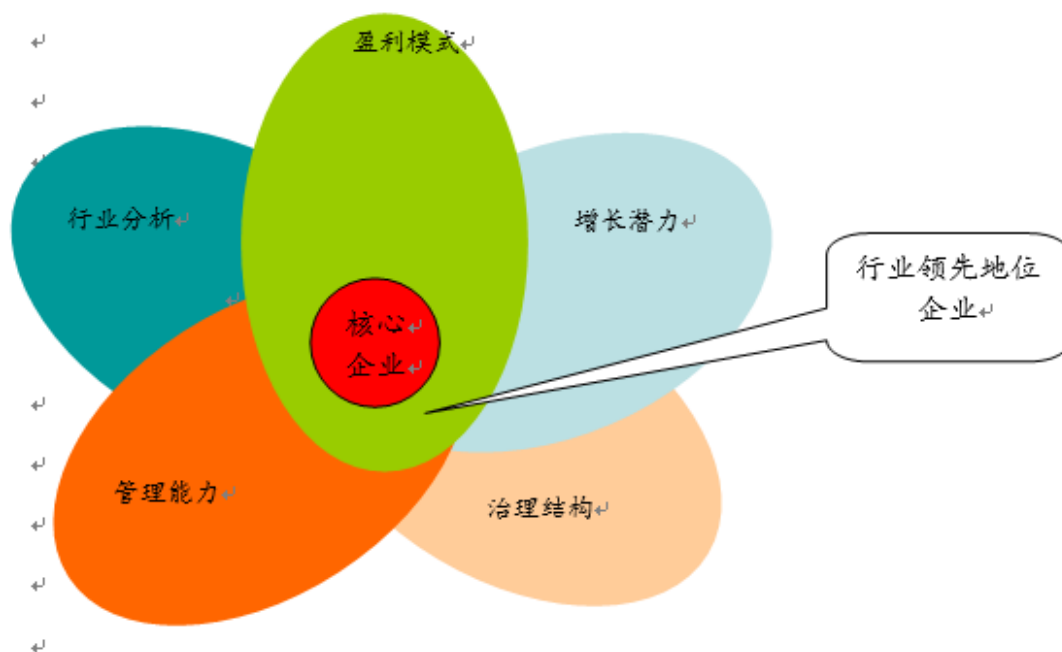 盈利模式
行业分析
增长潜力
行业领先地位
企业
核心
企业
管理能力
治理结构